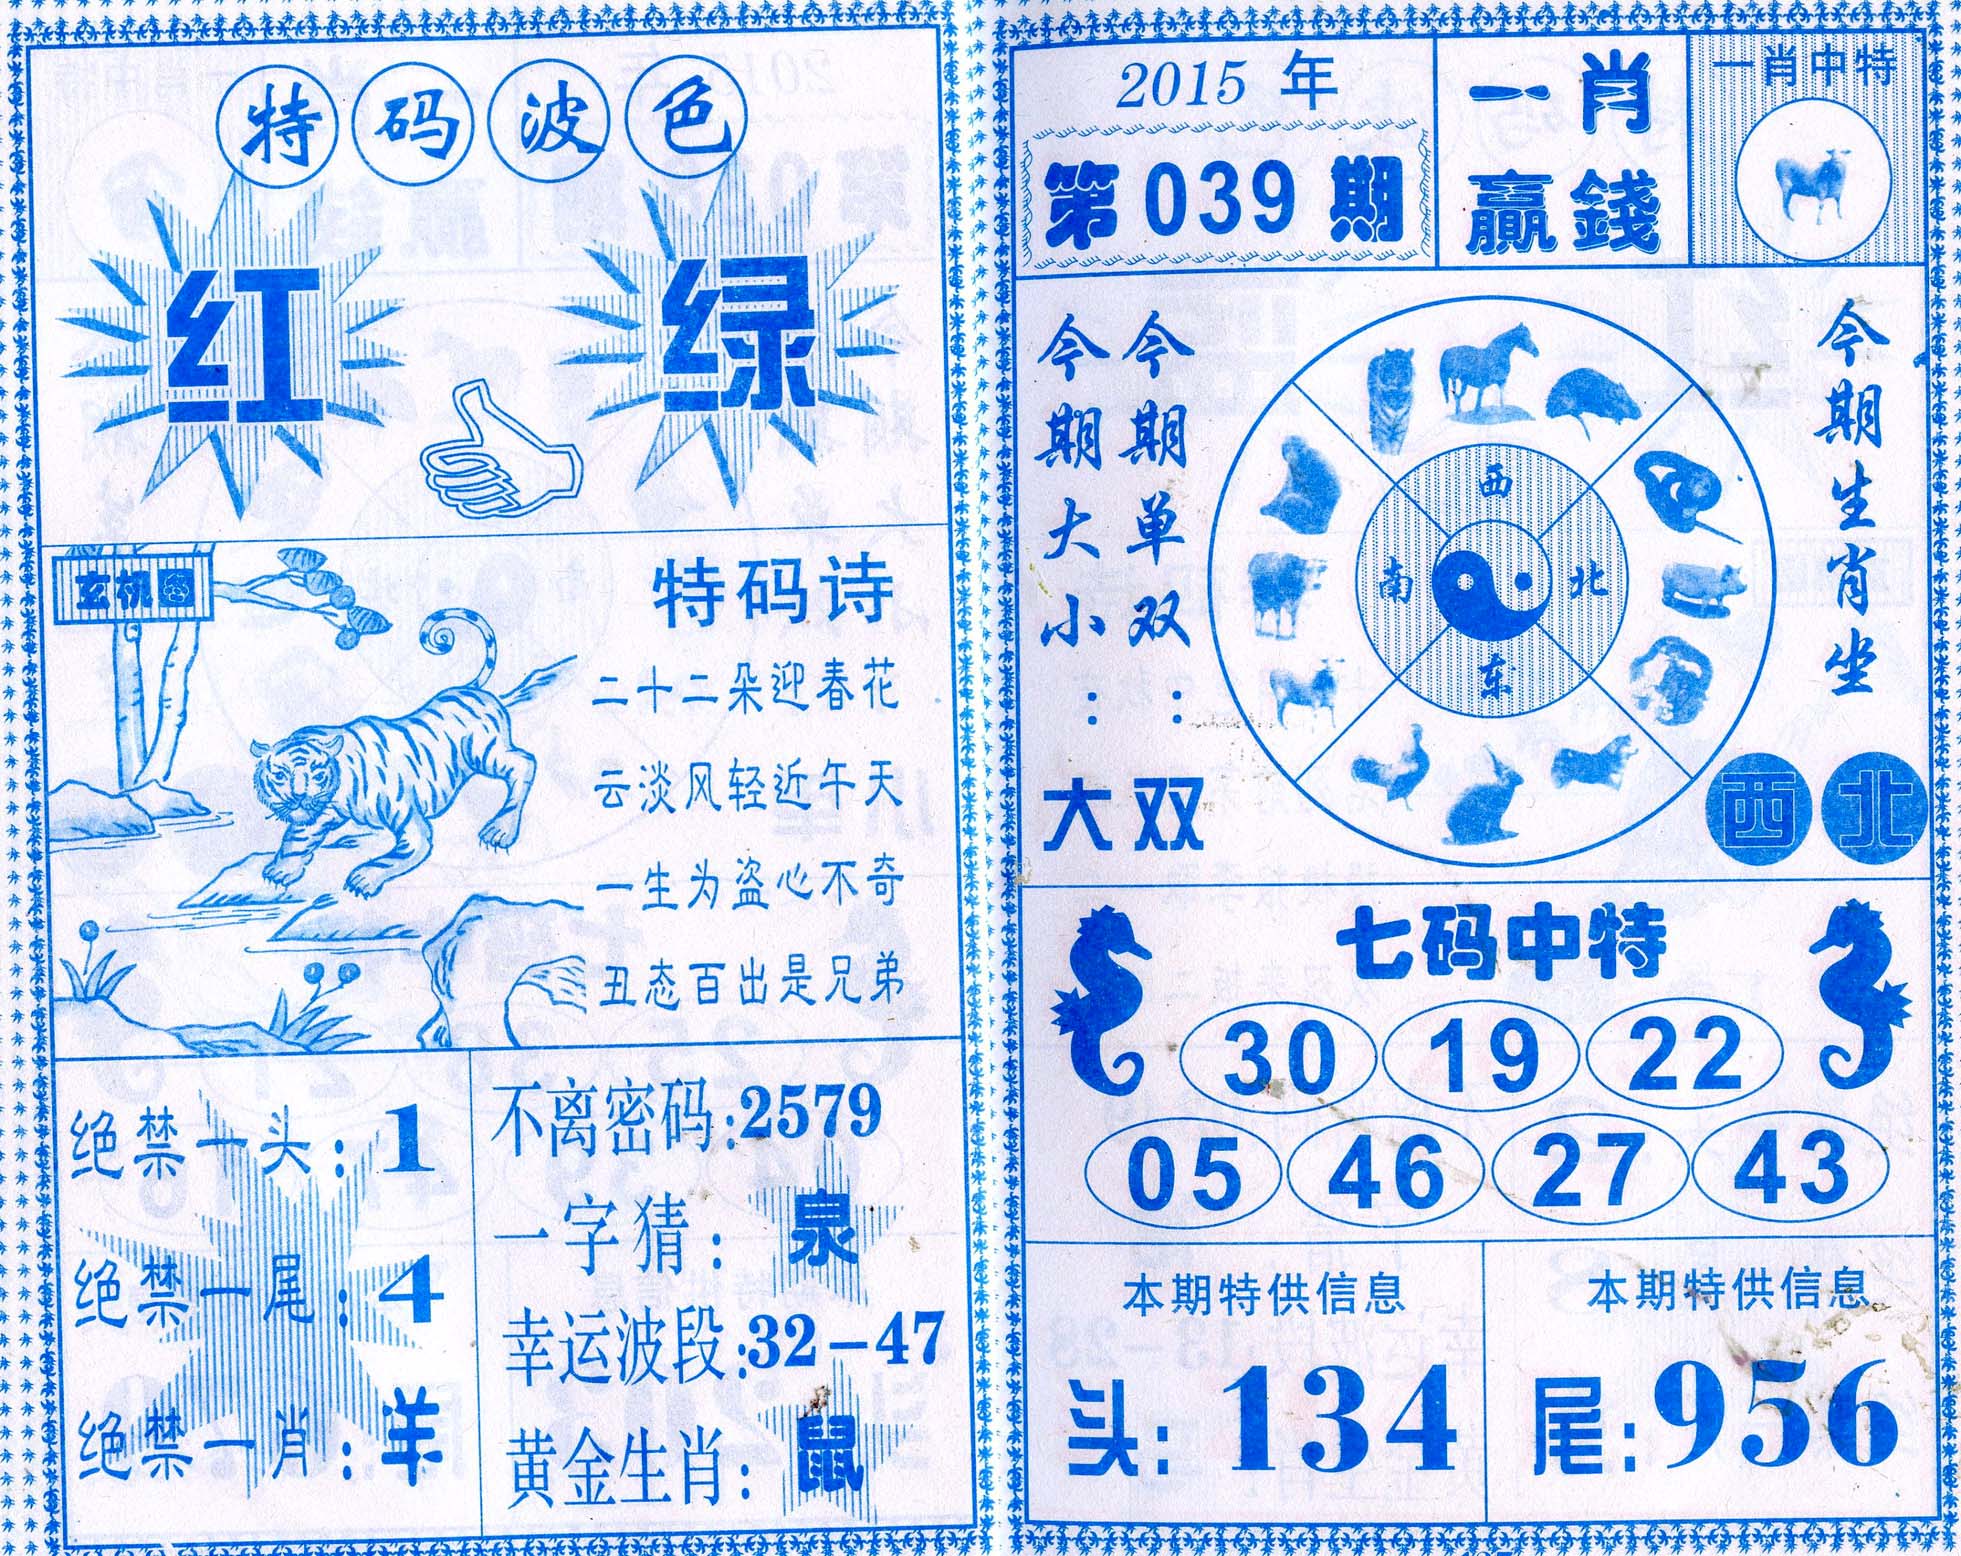 特码波色
红 绿
玄机图
特码诗
二十二朵迎春花
云淡风轻近午天
一生为盗心不奇
丑态百出是兄弟
绝禁一头：1
绝禁一尾：4
绝禁一肖：羊
不离密码：2579
一字猜：泉
幸运波段：32－47
黄金生肖：鼠
2015年
第039期
一肖
赢錢
一肖中特
今期大小：大
今期单双：双
西
南 北
东
今期生肖坐
西北
七码中特
30 19 22
05 46 27 43
本期特供信息
头：134
本期特供信息
尾：956